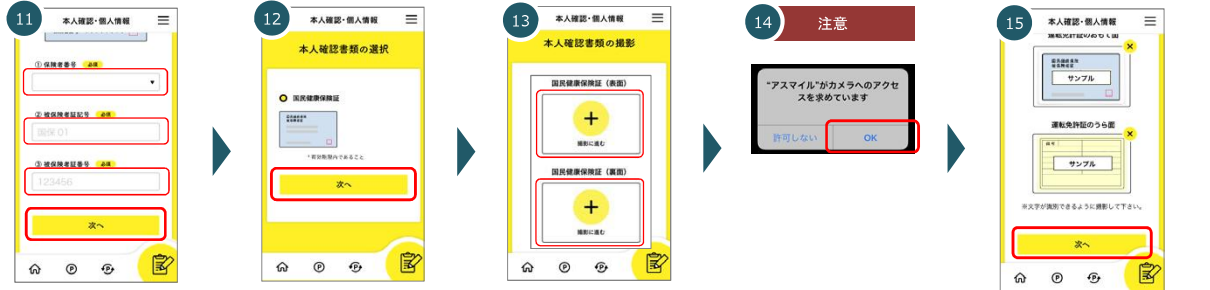 11
本人確認・個人情報
① 保険者番号 必須
② 被保険者証記号 必須
国保 01
③ 被保険者証番号 必須
123456
次へ
12
本人確認・個人情報
本人確認書類の選択
国民健康保険証
*有効期限内であること
次へ
13
本人確認・個人情報
本人確認書類の撮影
国民健康保険証（表面）
撮影に進む
国民健康保険証（裏面）
撮影に進む
14
注意
"アスマイル"がカメラへのアクセ
スを求めています
許可しない
OK
15
本人確認・個人情報
運転免許証のおもて面
サンプル
運転免許証のうら面
備考
サンプル
※文字が識別できるように撮影して下さい。
次へ